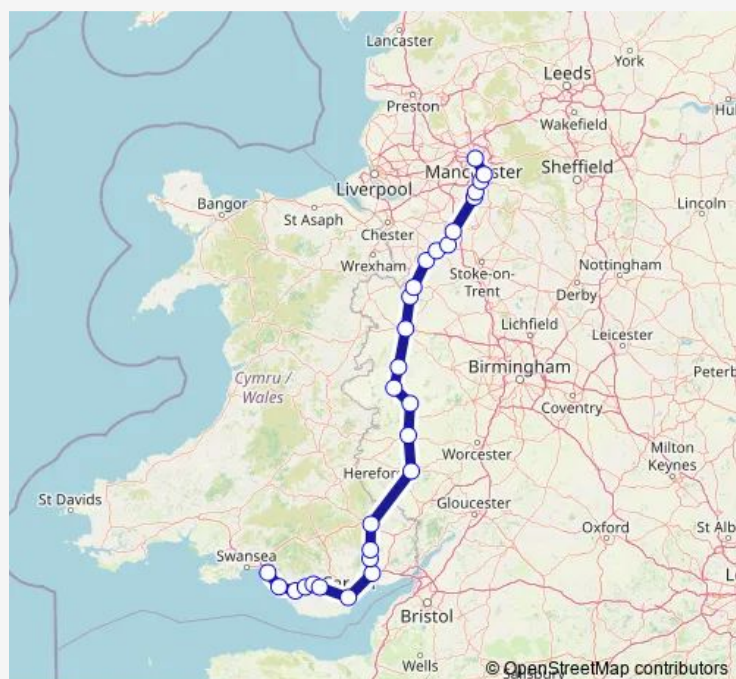 Lancaster
York
Leeds
Preston
Hu
Wakefield
Manchester
Sheffield
Liverpool
Bangor
St Asaph
Lincoln
Chester
Wrexham
Stoke-on-
Trent
Nottingham
Derby
Lichfield
Leicester
Peterb
Birmingham
Cymru /
Wales
Coventry
Worcester
Milton
Keynes
Hereford
St Davids
Gloucester
Oxford
St Alb
Swansea
Bristol
Wells
© OpenStreetMap contributors